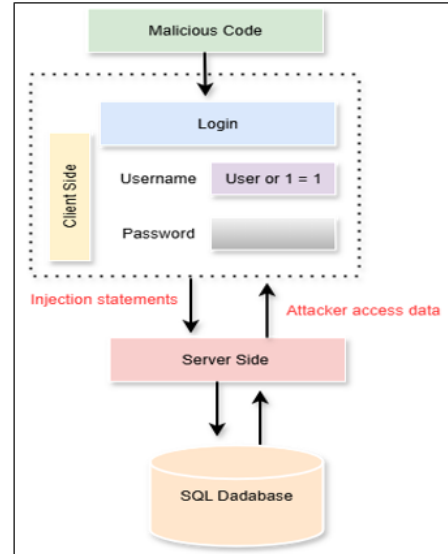 Malicious Code
Login
Client Side
Username
User or 1 = 1
Password
Injection statements
Attacker access data
Server Side
SQL Dadabase